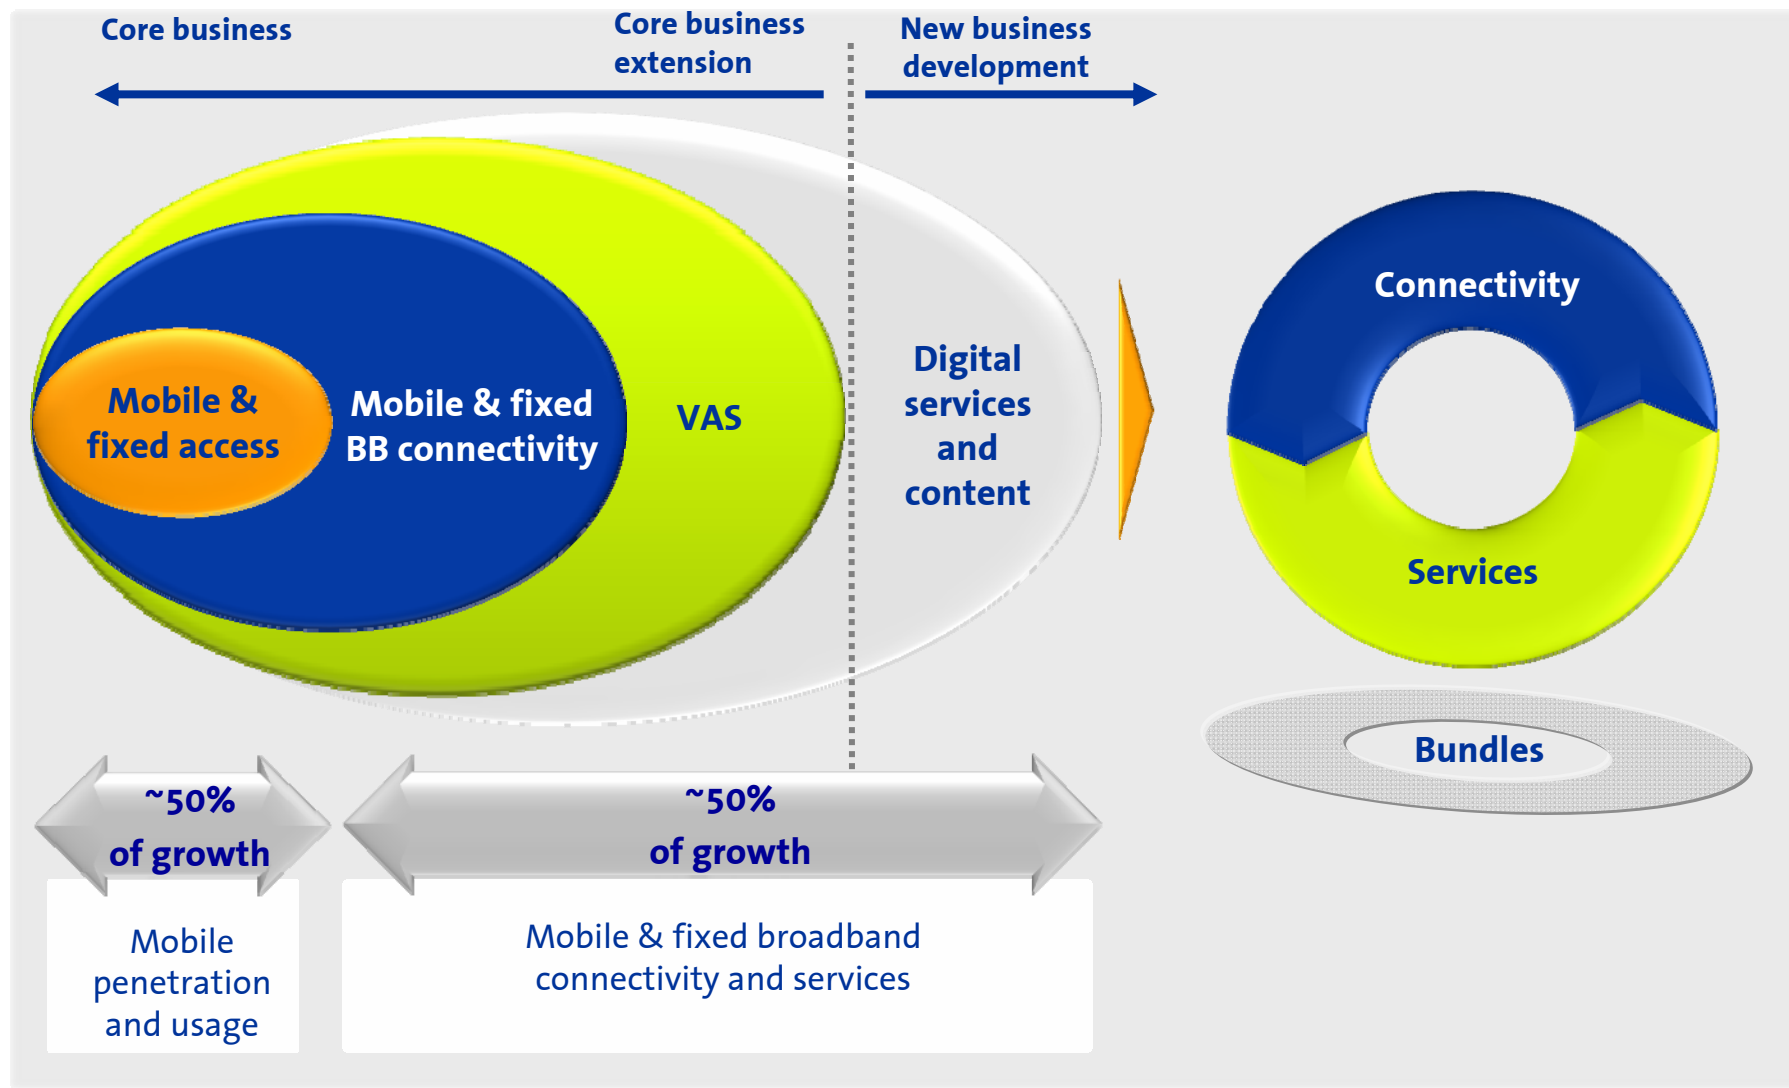 Core business
Core business
extension
New business
development
Mobile &
fixed access
Mobile & fixed
BB connectivity
VAS
Digital
services
and
content
Connectivity
Services
Bundles
~50%
of growth
~50%
of growth
Mobile
penetration
and usage
Mobile & fixed broadband
connectivity and services